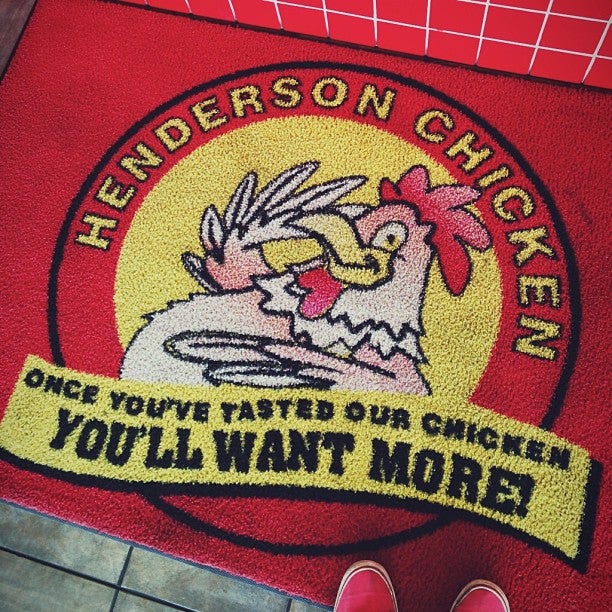 HENDERSON CHICKEN
ONCE YOU'VE TASTED OUR CHICKEN
YOU'LL WANT MORE!